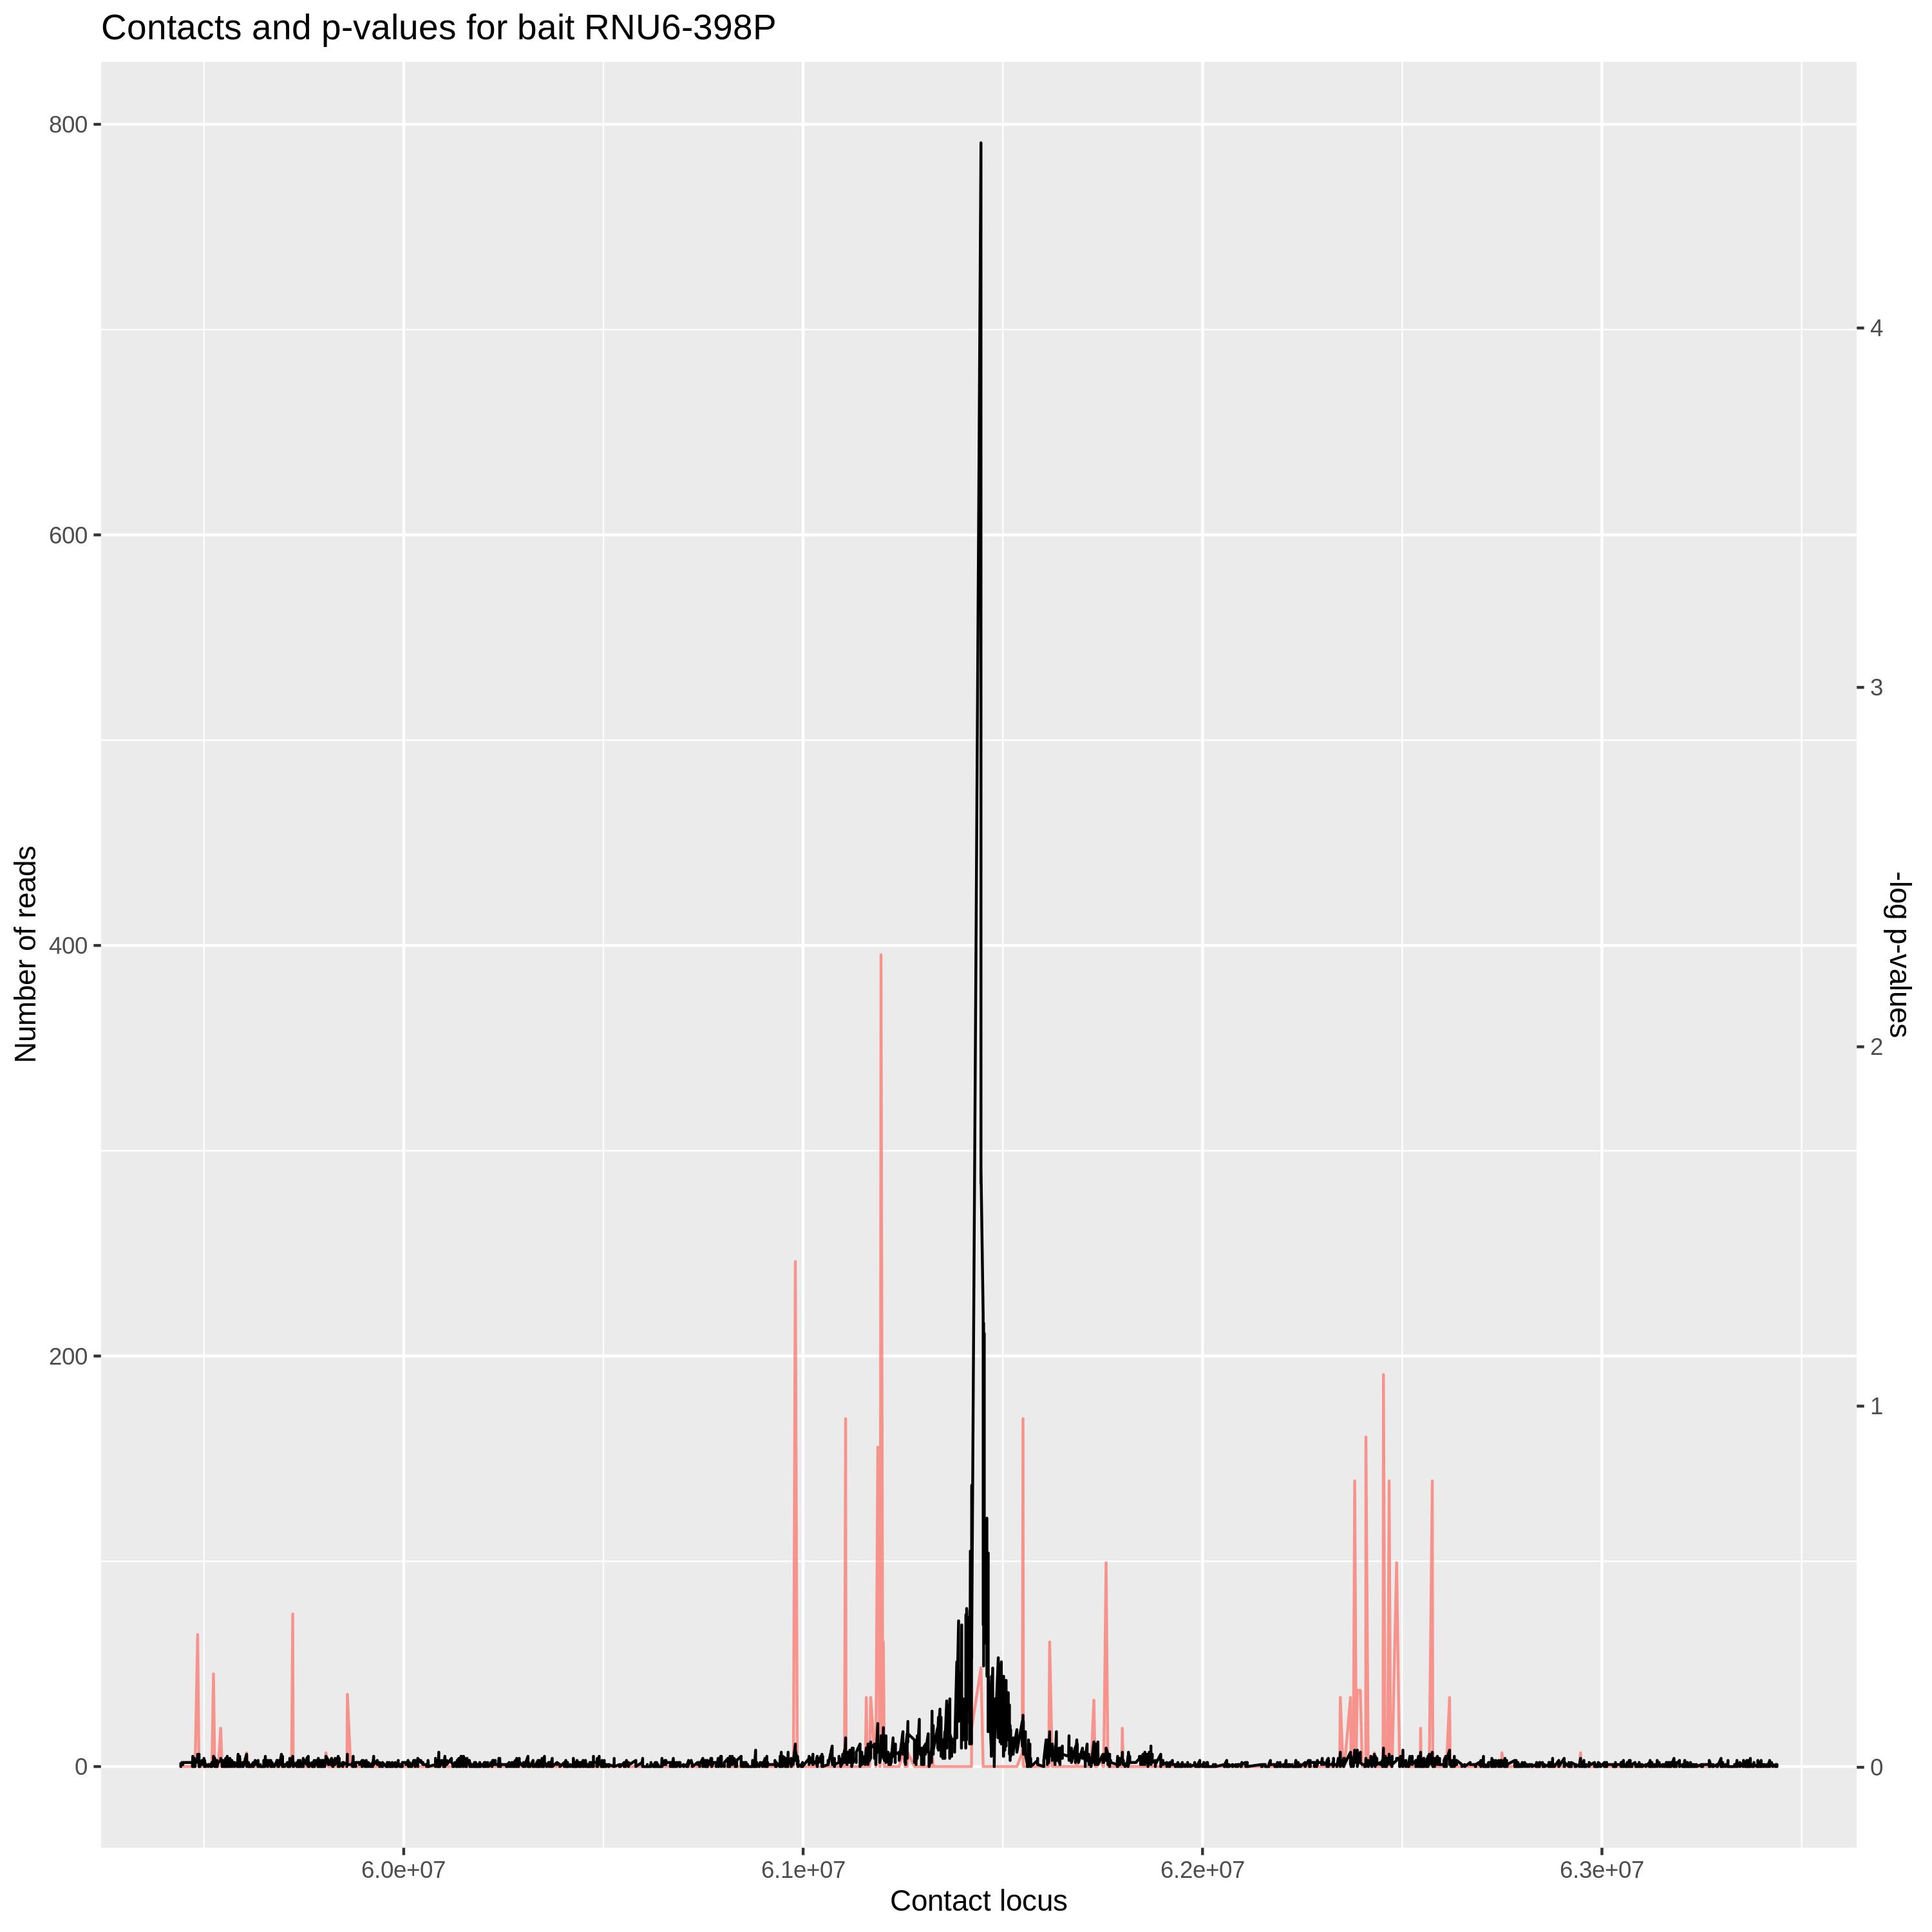 Contacts and p-values for bait RNU6-398P
800
600
400
200
0
Number of reads
4
3
2
1
0
-log p-values
6.0e+07
6.1e+07
6.2e+07
6.3e+07
Contact locus